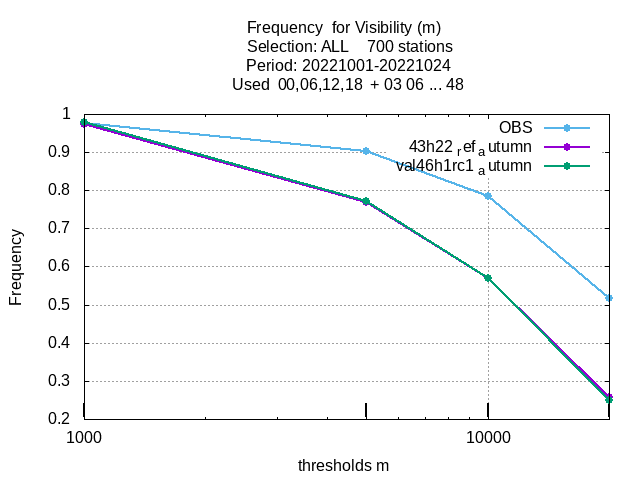 Frequency for Visibility (m)
Selection: ALL 700 stations
Period: 20221001-20221024
Used 00,06,12,18 + 03 06 ... 48
OBS
43h22 ref autumn
val46h1rc1 autumn
1
0.9
0.8
0.7
0.6
0.5
0.4
0.3
0.2
Frequency
1000 10000
thresholds m